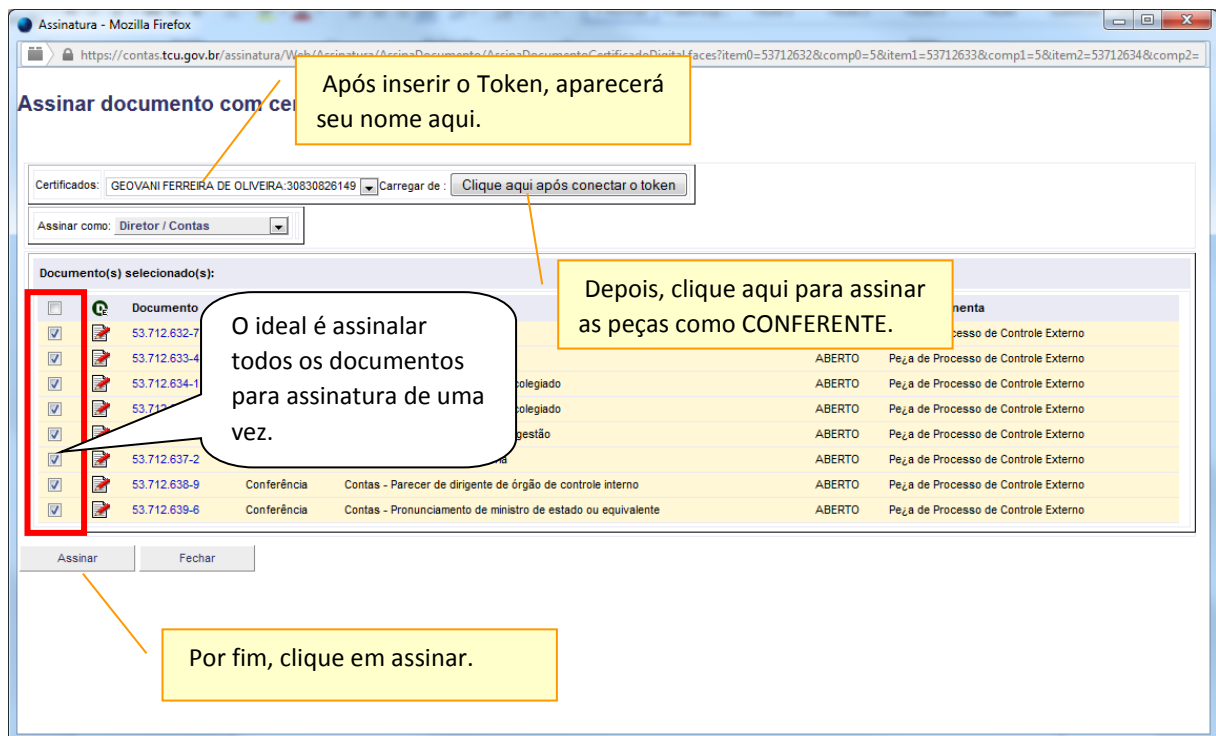 Assinatura - Mozilla Firefox
https://contas.tcu.gov.br/assinatura/Web/Assinatura/AssinaDocumento/AssinaDocumentoCertificadoDigital.faces?item0=53712632&comp0=5&item1=53712633&comp1=5&item2=53712634&comp2=
Após inserir o Token, aparecerá
seu nome aqui.
Assinar documento com cer
Certificados: GEOVANI FERREIRA DE OLIVEIRA:30830826149 Carregar de : Clique aqui após conectar o token
Assinar como: Diretor / Contas
Documento(s) selecionado(s):
Depois, clique aqui para assinar
as peças como CONFERENTE.
Documento
O ideal é assinalar
todos os documentos
para assinatura de uma
vez.
53.712.632-7 Controle Externo
53.712.633-4 ABERTO Pe¿a de Processo de Controle Externo
53.712.634-1 colegiado ABERTO Pe¿a de Processo de Controle Externo
colegiado ABERTO Pe¿a de Processo de Controle Externo
gestão ABERTO Pe¿a de Processo de Controle Externo
53.712.637-2 ABERTO Pe¿a de Processo de Controle Externo
53.712.638-9 Conferência Contas - Parecer de dirigente de órgão de controle interno ABERTO Pe¿a de Processo de Controle Externo
53.712.639-6 Conferência Contas - Pronunciamento de ministro de estado ou equivalente ABERTO Pe¿a de Processo de Controle Externo
Assinar Fechar
Por fim, clique em assinar.